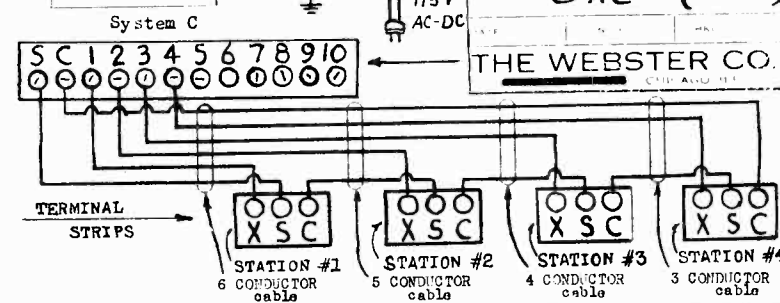 System C
115V
AC-DC
THE WEBSTER CO.
CHICAGO
S C 1 2 3 4 5 6 7 8 9 10
TERMINAL
STRIPS
X S C
X S C
X S C
X S C
STATION #1
STATION #2
STATION #3
STATION #4
6 CONDUCTOR
cable
5 CONDUCTOR
cable
4 CONDUCTOR
cable
3 CONDUCTOR
cable